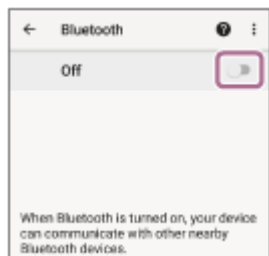 Bluetooth
Off
When Bluetooth is turned on, your device
can communicate with other nearby
Bluetooth devices.